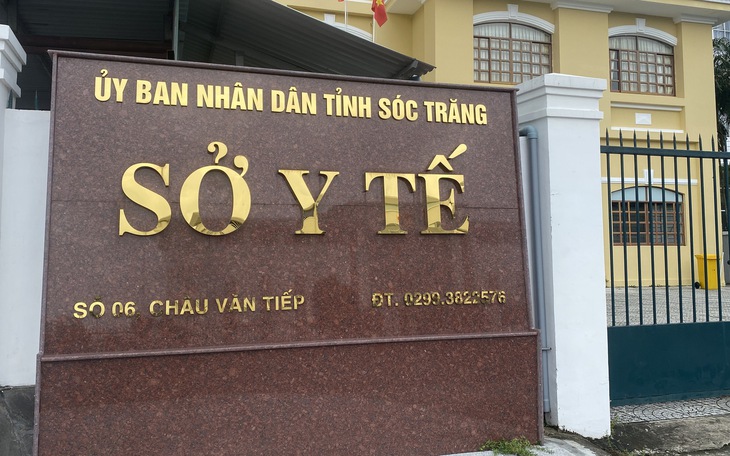 ỦY BAN NHÂN DÂN TỈNH SÓC TRĂNG
SỞ Y TẾ
SỐ 06. CHÂU VĂN TIẾP ĐT. 0299.3822576